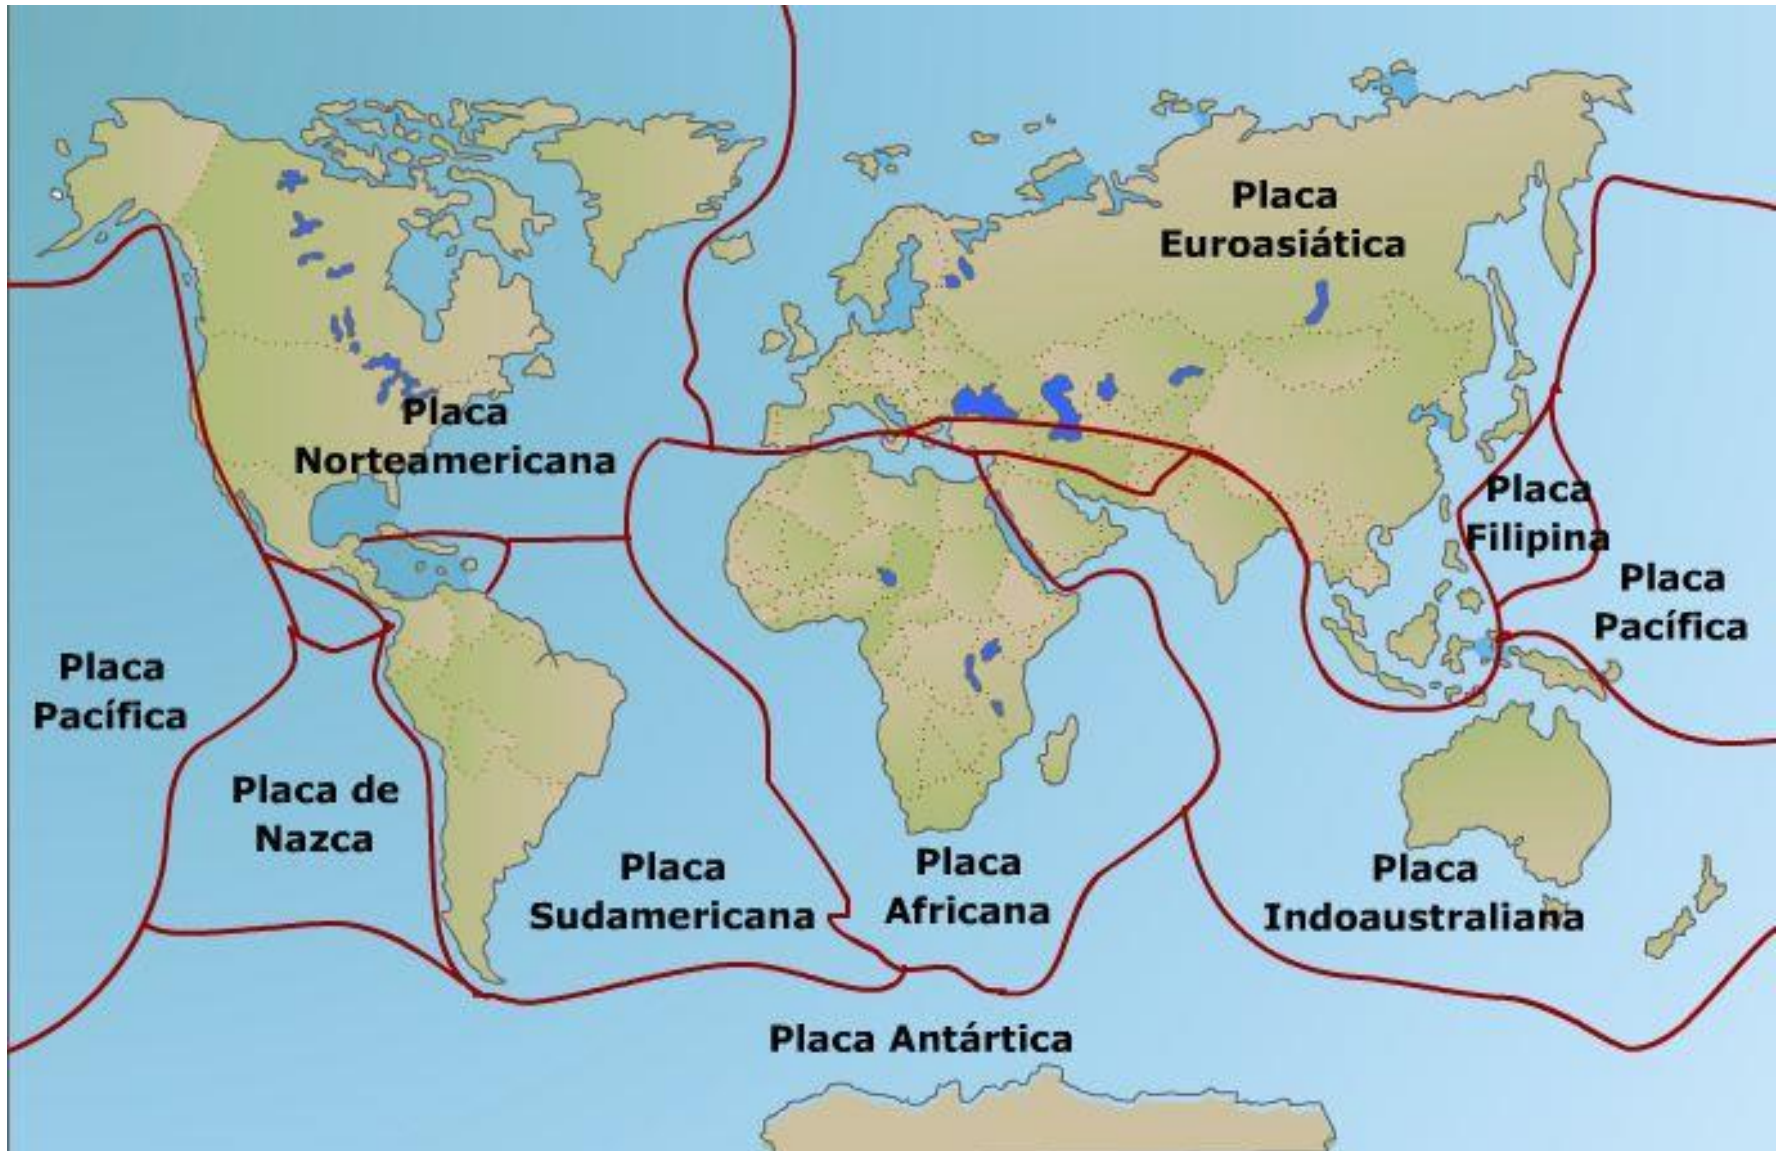 Placa
Euroasiática
Placa
Norteamericana
Placa
Filipina
Placa
Pacífica
Placa
Pacífica
Placa de
Nazca
Placa
Sudamericana
Placa
Africana
Placa
Indoaustraliana
Placa Antártica